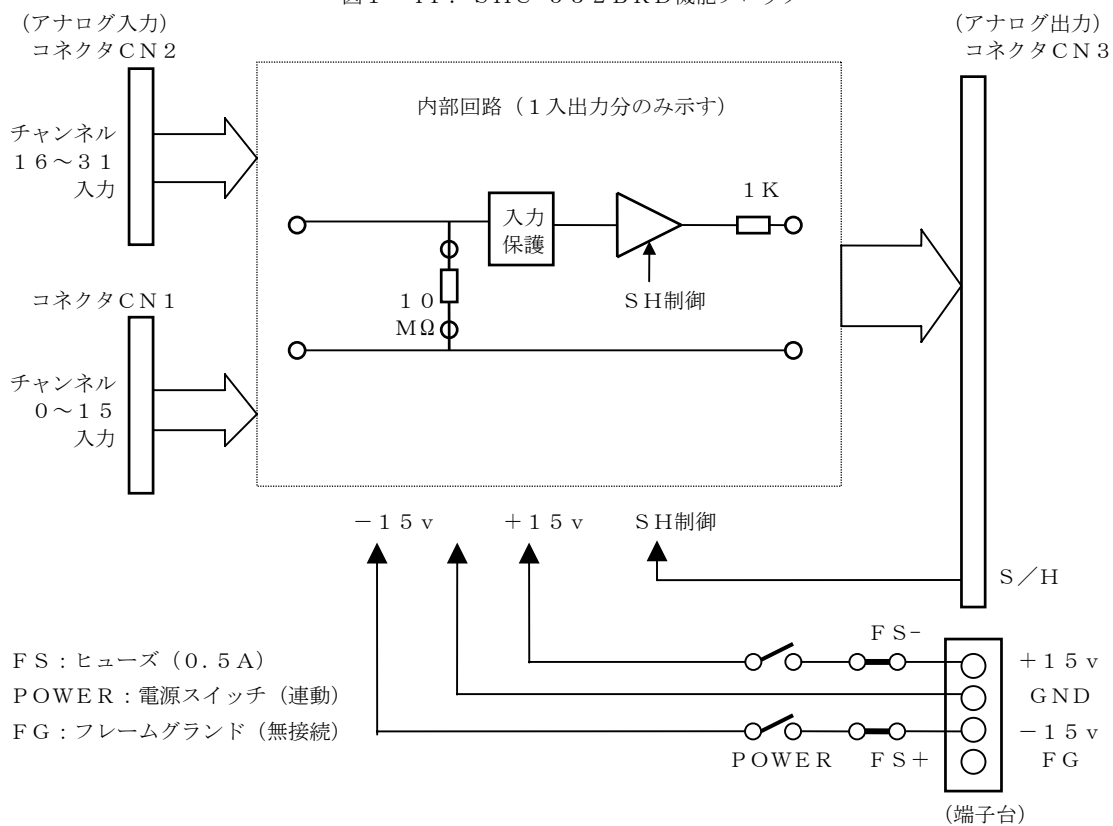 (アナログ入力)
コネクタCN2
(アナログ出力)
コネクタCN3
内部回路(1入出力分のみ示す)
チャンネル
16~31
入力
入力
保護
1K
SH制御
10
MΩ
コネクタCN1
チャンネル
0~15
入力
-15v
+15v
SH制御
S/H
FS-
FS:ヒューズ(0.5A)
+15v
POWER:電源スイッチ(連動)
GND
FG:フレームグランド(無接続)
-15v
POWER
FS+
FG
(端子台)